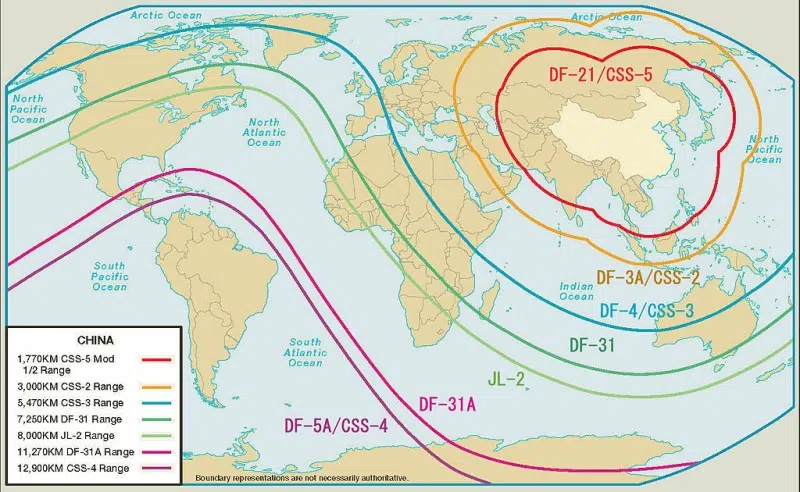 Arctic Ocean
Arctic Ocean
DF-21/CSS-5
North
Pacific
Ocean
North
Atlantic
Ocean
North
Pacific
Ocean
South
Pacific
Ocean
DF-3A/CSS-2
Indian
Ocean
DF-4/CSS-3
DF-31
South
Atlantic
Ocean
JL-2
DF-31A
DF-5A/CSS-4
CHINA
1,770KM CSS-5 Mod
1/2 Range
3,000KM CSS-2 Range
5,470KM CSS-3 Range
7,250KM DF-31 Range
8,000KM JL-2 Range
11,270KM DF-31A Range
12,900KM CSS-4 Range
Boundary representations are not necessarily authoritative.